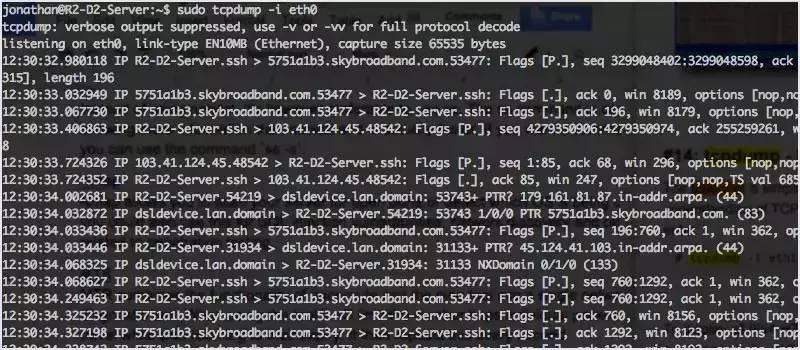 jonathan@R2-D2-Server:~$ sudo tcpdump -i eth0
tcpdump: verbose output suppressed, use -v or -vv for full protocol decode
listening on eth0, link-type EN10MB (Ethernet), capture size 65535 bytes
12:30:32.980118 IP R2-D2-Server.ssh > 5751a1b3.skybroadband.com.53477: Flags [P.], seq 3299048402:3299048598, ack
315], length 196
12:30:33.032949 IP 5751a1b3.skybroadband.com.53477 > R2-D2-Server.ssh: Flags [.], ack 0, win 8189, options [nop,no
12:30:33.067730 IP 5751a1b3.skybroadband.com.53477 > R2-D2-Server.ssh: Flags [.], ack 196, win 8179, options [nop,
12:30:33.406863 IP R2-D2-Server.ssh > 103.41.124.45.48542: Flags [P.], seq 4279350906:4279350974, ack 255259261, w
8
you can use the command `ss -s`.
12:30:33.724326 IP 103.41.124.45.48542 > R2-D2-Server.ssh: Flags [P.], seq 1:85, ack 68, win 296, options [nop,nop
12:30:33.724352 IP R2-D2-Server.ssh > 103.41.124.45.48542: Flags [.], ack 85, win 247, options [nop,nop,TS val 685
12:30:34.002681 IP R2-D2-Server.54219 > dsldevice.lan.domain: 53743+ PTR? 179.161.81.87.in-addr.arpa. (44)
12:30:34.032872 IP dsldevice.lan.domain > R2-D2-Server.54219: 53743 1/0/0 PTR 5751a1b3.skybroadband.com. (83)
12:30:34.033436 IP R2-D2-Server.ssh > 5751a1b3.skybroadband.com.53477: Flags [P.], seq 196:760, ack 1, win 362, op
12:30:34.033446 IP R2-D2-Server.31934 > dsldevice.lan.domain: 31133+ PTR? 45.124.41.103.in-addr.arpa. (44)
12:30:34.068325 IP dsldevice.lan.domain > R2-D2-Server.31934: 31133 NXDomain 0/1/0 (133)
12:30:34.068627 IP R2-D2-Server.ssh > 5751a1b3.skybroadband.com.53477: Flags [P.], seq 760:1292, ack 1, win 362, o
12:30:34.249463 IP R2-D2-Server.ssh > 5751a1b3.skybroadband.com.53477: Flags [P.], seq 760:1292, ack 1, win 362, o
12:30:34.325232 IP 5751a1b3.skybroadband.com.53477 > R2-D2-Server.ssh: Flags [.], ack 760, win 8156, options [nop,
12:30:34.327198 IP 5751a1b3.skybroadband.com.53477 > R2-D2-Server.ssh: Flags [.], ack 1292, win 8123, options [nop